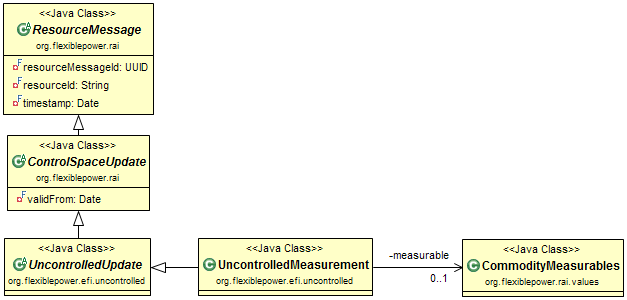 <<Java Class>>
ResourceMessage
org.flexiblepower.rai
resourceMessageId: UUID
resourceId: String
timestamp: Date
<<Java Class>>
ControlSpaceUpdate
org.flexiblepower.rai
validFrom: Date
<<Java Class>>
UncontrolledUpdate
org.flexiblepower.efi.uncontrolled
<<Java Class>>
UncontrolledMeasurement
org.flexiblepower.efi.uncontrolled
-measurable
0..1
<<Java Class>>
CommodityMeasurables
org.flexiblepower.rai.values